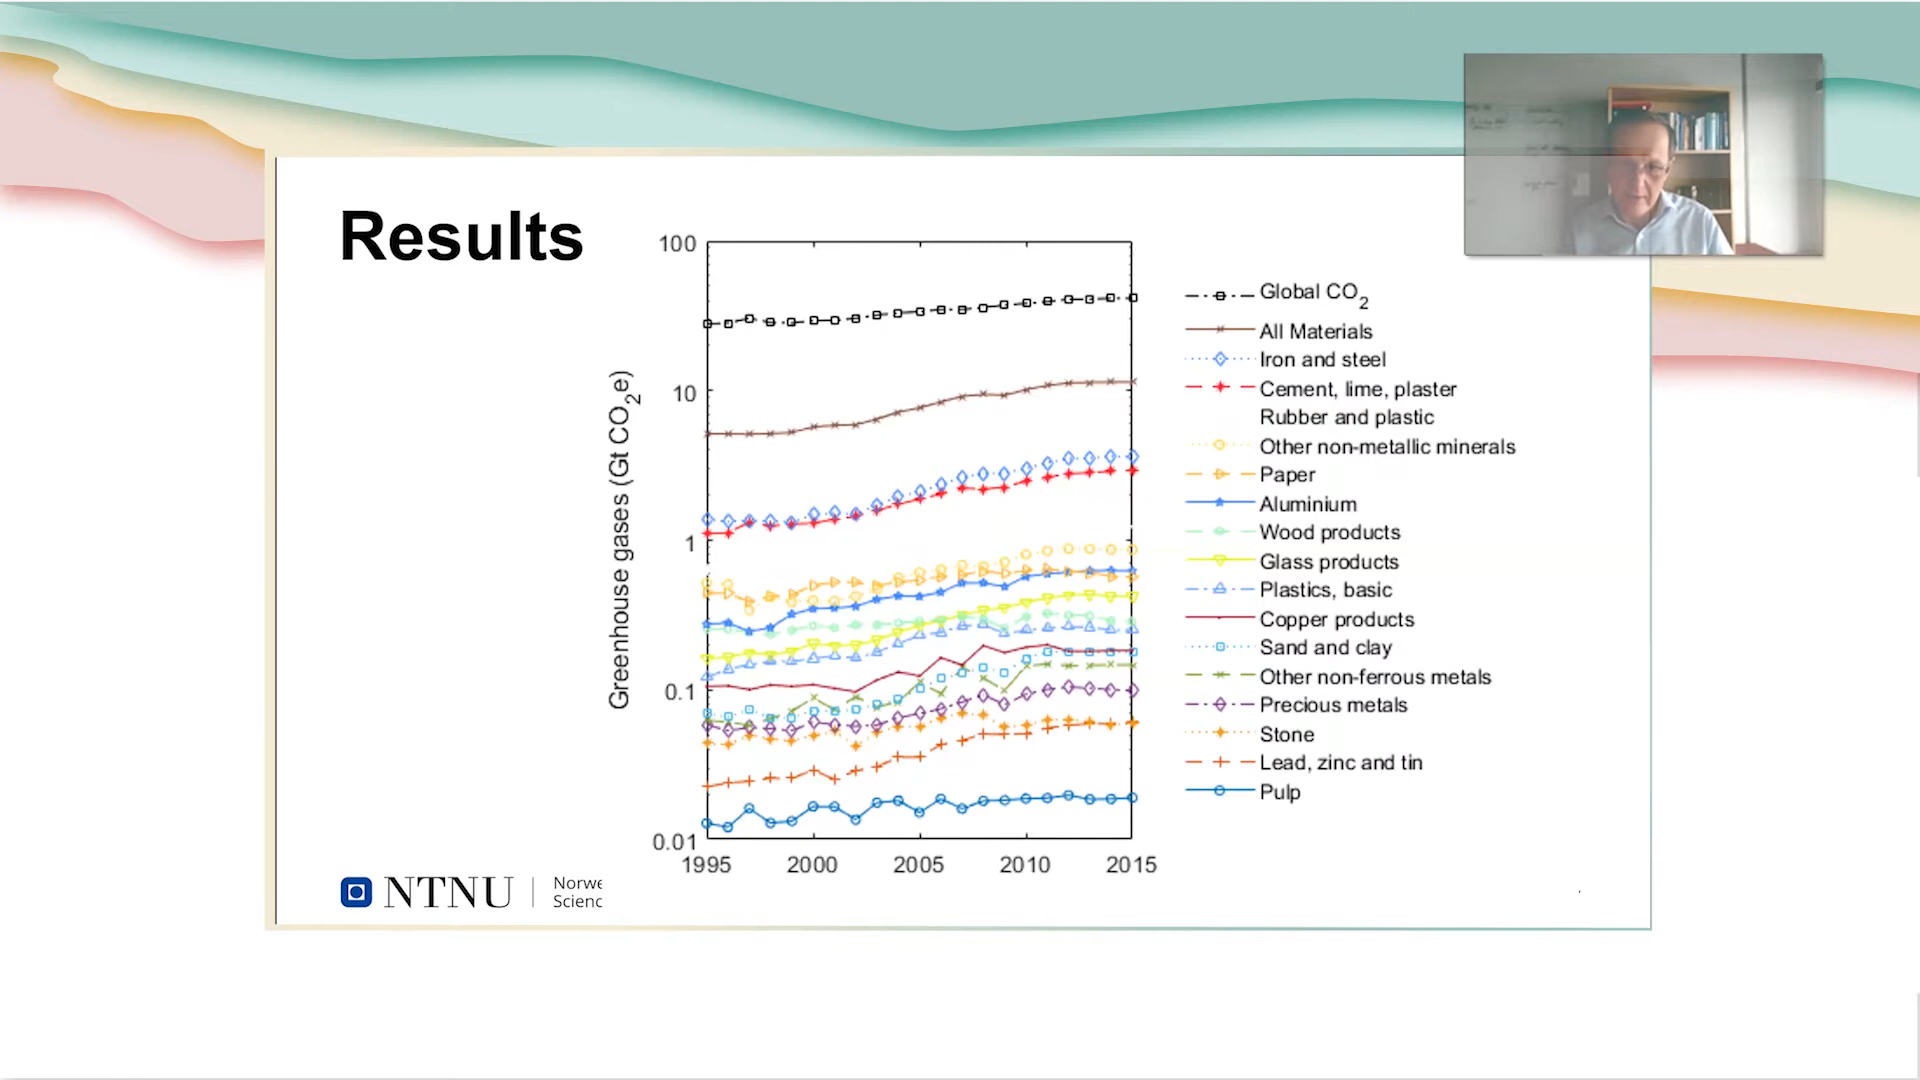 Results
100
10
1
0.1
0.01
Greenhouse gases (Gt CO2e)
1995 2000 2005 2010 2015
Global CO2
All Materials
Iron and steel
Cement, lime, plaster
Rubber and plastic
Other non-metallic minerals
Paper
Aluminium
Wood products
Glass products
Plastics, basic
Copper products
Sand and clay
Other non-ferrous metals
Precious metals
Stone
Lead, zinc and tin
Pulp
NTNU
Norwe
Scienc